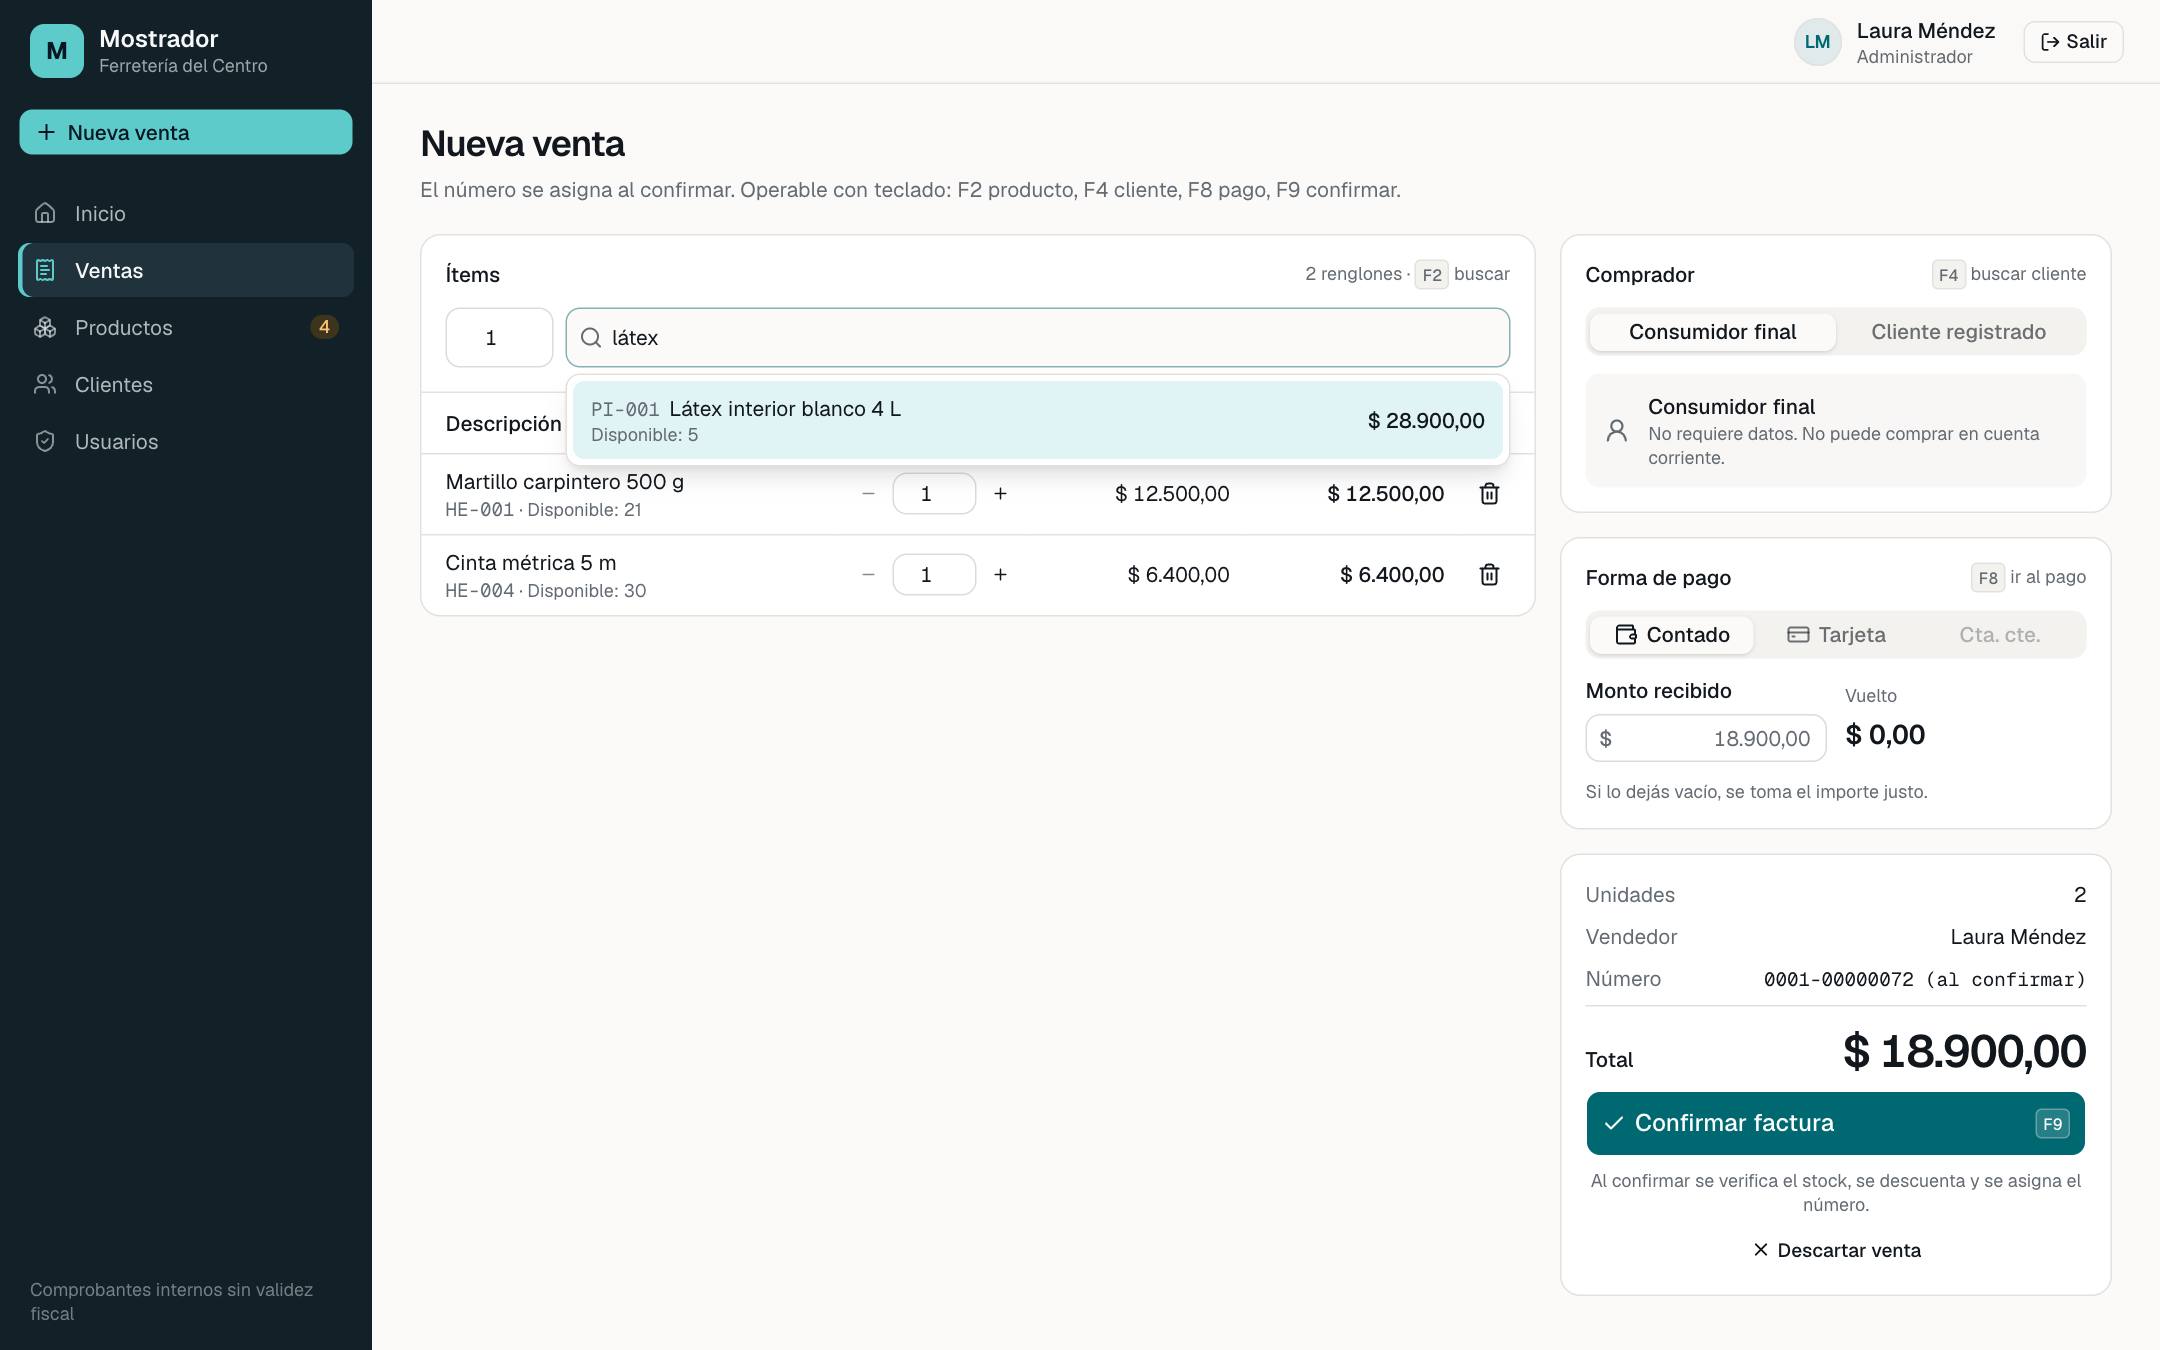 M
Mostrador
Ferretería del Centro
+ Nueva venta
Inicio
Ventas
Productos 4
Clientes
Usuarios
Comprobantes internos sin validez
fiscal
LM
Laura Méndez
Administrador
Salir
Nueva venta
El número se asigna al confirmar. Operable con teclado: F2 producto, F4 cliente, F8 pago, F9 confirmar.
Ítems
2 renglones · F2 buscar
1
látex
PI-001 Látex interior blanco 4 L
Disponible: 5
$ 28.900,00
Descripción
Martillo carpintero 500 g
HE-001 · Disponible: 21
− 1 + $ 12.500,00 $ 12.500,00
Cinta métrica 5 m
HE-004 · Disponible: 30
− 1 + $ 6.400,00 $ 6.400,00
Comprador
F4 buscar cliente
Consumidor final Cliente registrado
Consumidor final
No requiere datos. No puede comprar en cuenta
corriente.
Forma de pago
F8 ir al pago
Contado Tarjeta Cta. cte.
Monto recibido
$ 18.900,00
Vuelto
$ 0,00
Si lo dejás vacío, se toma el importe justo.
Unidades 2
Vendedor Laura Méndez
Número 0001-00000072 (al confirmar)
Total $ 18.900,00
Confirmar factura F9
Al confirmar se verifica el stock, se descuenta y se asigna el
número.
Descartar venta